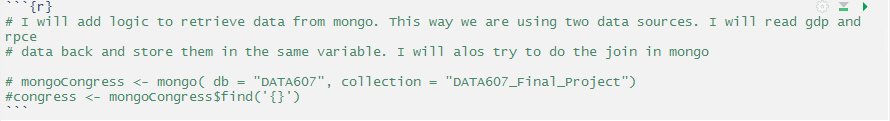 ```{r}
# I will add logic to retrieve data from mongo. This way we are using two data sources. I will read gdp and
rpce
# data back and store them in the same variable. I will alos try to do the join in mongo

# mongoCongress <- mongo( db = "DATA607", collection = "DATA607_Final_Project")
#congress <- mongoCongress$find('{}')
```